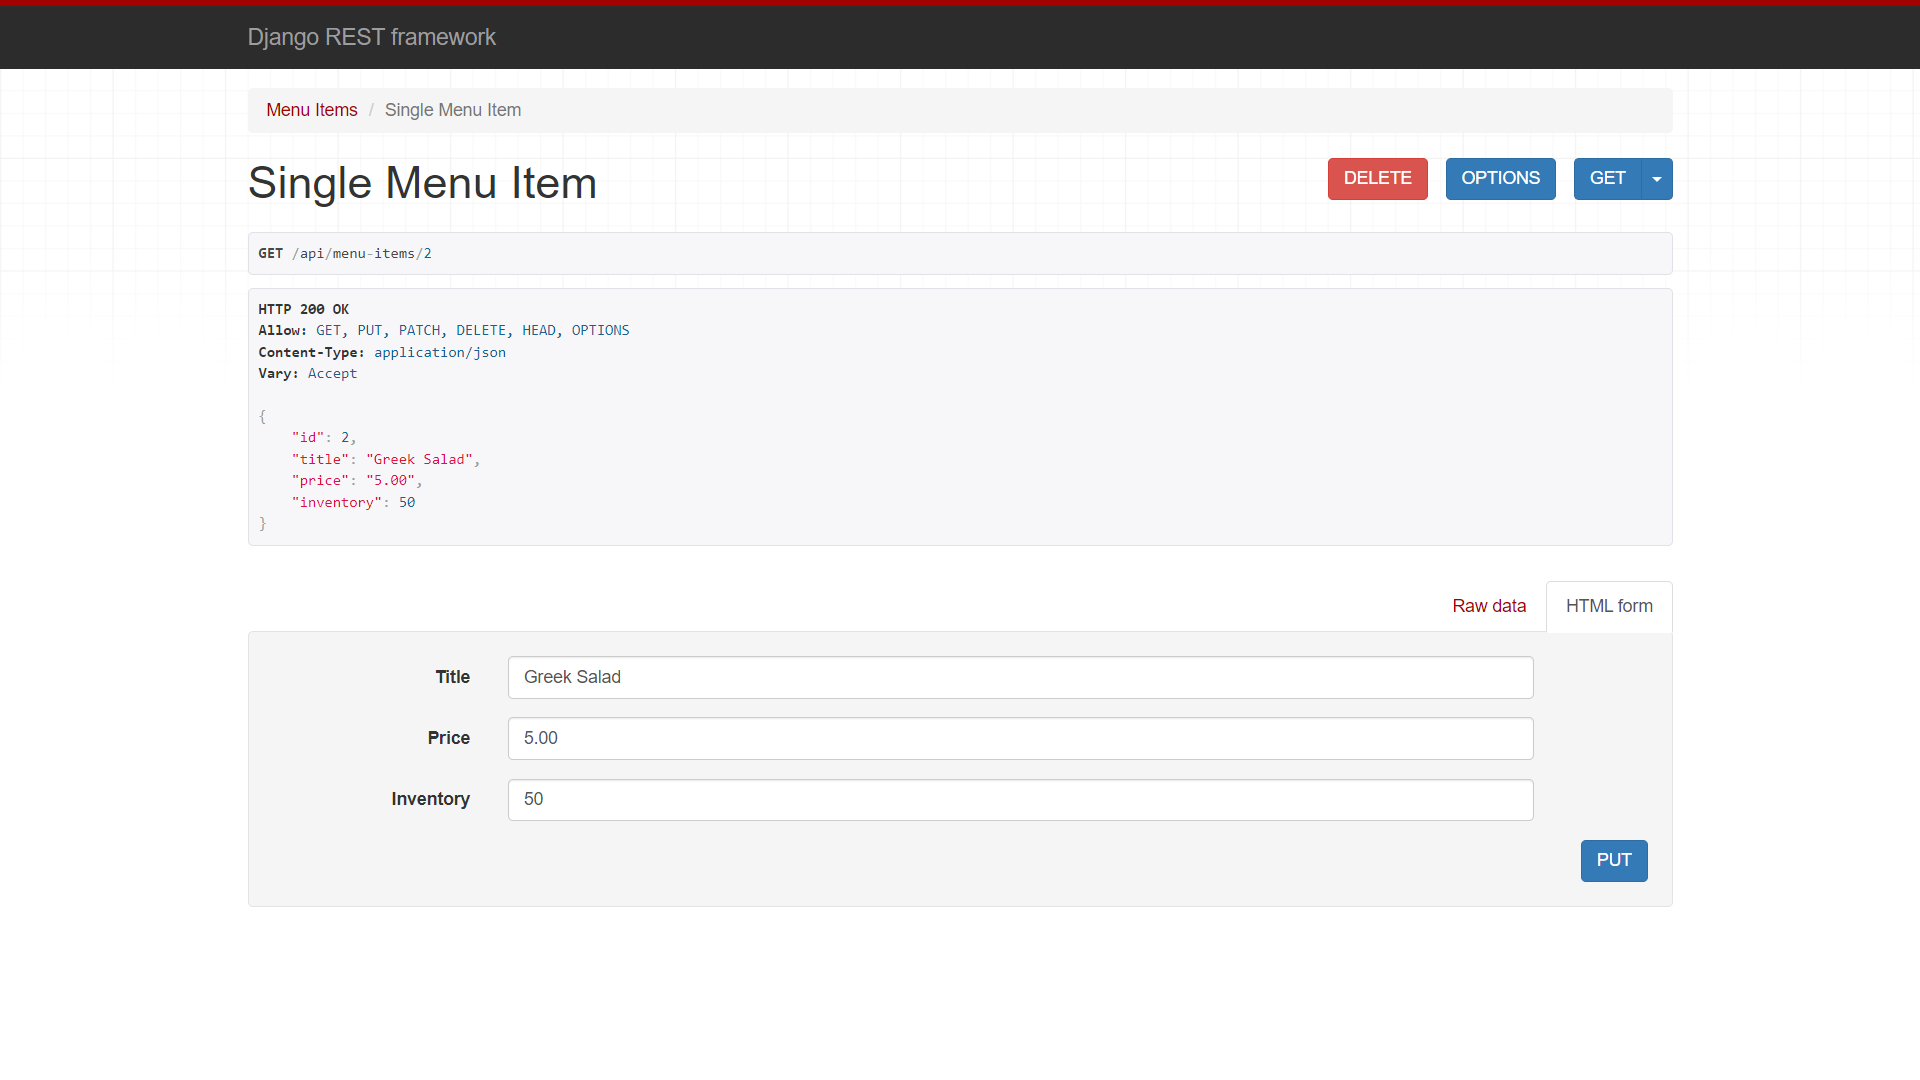 Django REST framework
Menu Items / Single Menu Item
Single Menu Item
DELETE
OPTIONS
GET
GET /api/menu-items/2
HTTP 200 OK
Allow: GET, PUT, PATCH, DELETE, HEAD, OPTIONS
Content-Type: application/json
Vary: Accept
{
    "id": 2,
    "title": "Greek Salad",
    "price": "5.00",
    "inventory": 50
}
Raw data
HTML form
Title
Greek Salad
Price
5.00
Inventory
50
PUT